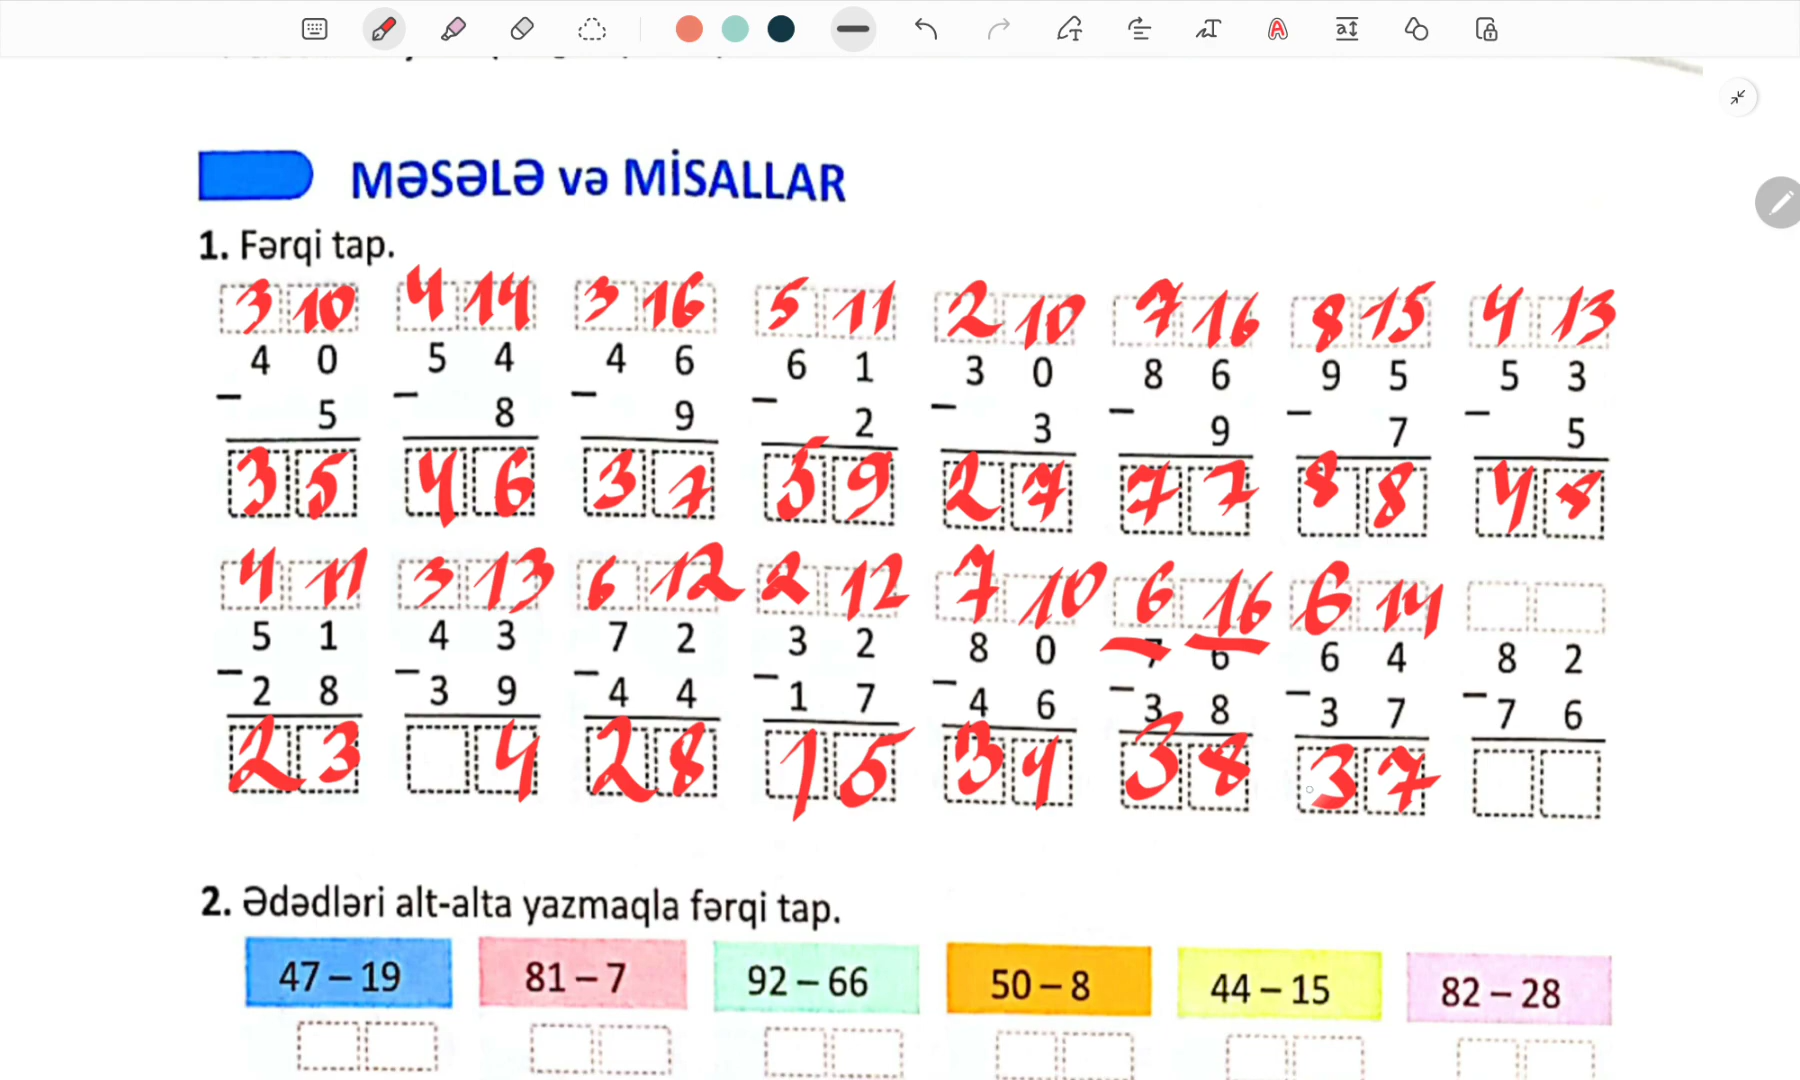 MƏSƏLƏ və MİSALLAR
1. Fərqi tap.
3 10 4 14 3 16 5 11 2 10 7 16 8 15 4 13
4 0 5 4 4 6 6 1 3 0 8 6 9 5 5 3
− 5 − 8 − 9 − 2 − 3 − 9 − 7 − 5
3 5 4 6 3 7 5 9 2 7 7 7 8 8 4 8
4 11 3 13 6 12 2 12 7 10 6 16 6 14
5 1 4 3 7 2 3 2 8 0 7 6 6 4 8 2
− 2 8 − 3 9 − 4 4 − 1 7 − 4 6 − 3 8 − 3 7 − 7 6
2 3 4 2 8 1 5 3 4 3 8 3 7
2. Ədədləri alt-alta yazmaqla fərqi tap.
47 – 19 81 – 7 92 – 66 50 – 8 44 – 15 82 – 28